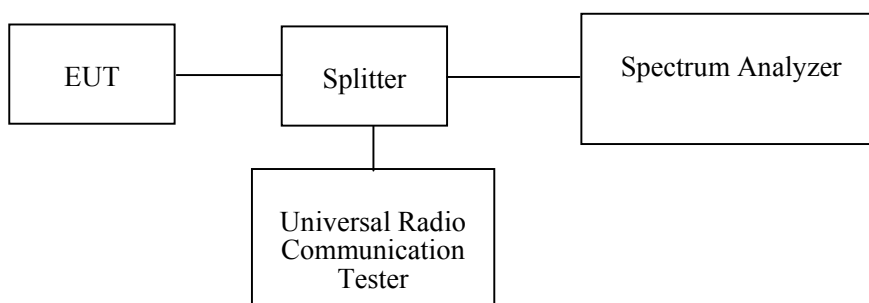 EUT
Splitter
Spectrum Analyzer
Universal Radio
Communication
Tester